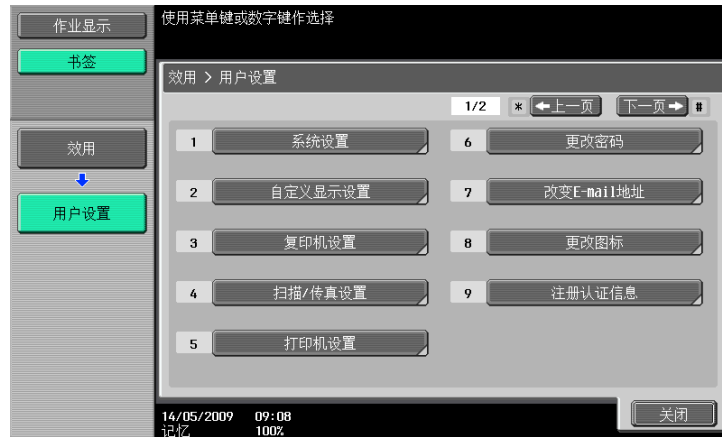 作业显示
使用菜单键或数字键作选择
书签
效用 > 用户设置
1/2 * ←上一页 下一页→ #
效用
用户设置
1 系统设置
6 更改密码
2 自定义显示设置
7 改变E-mail地址
3 复印机设置
8 更改图标
4 扫描/传真设置
9 注册认证信息
5 打印机设置
14/05/2009 09:08
记忆 100%
关闭